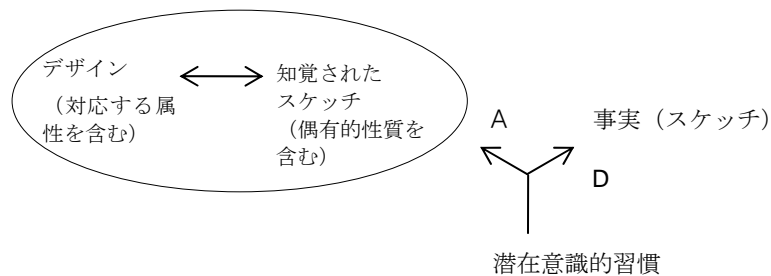 デザイン
（対応する属
性を含む）
知覚された
スケッチ
（偶有的性質を
含む）
A
事実（スケッチ）
D
潜在意識的習慣